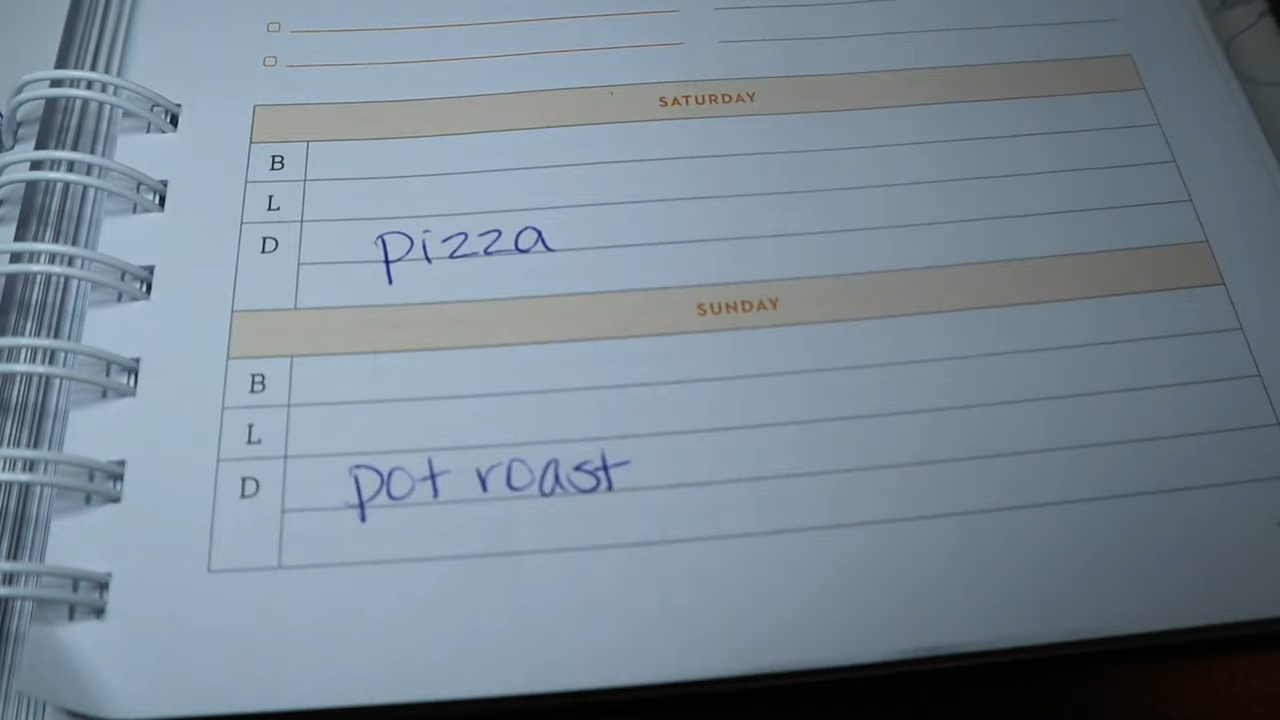 SATURDAY
B
L
D pizza
SUNDAY
B
L
D pot roast